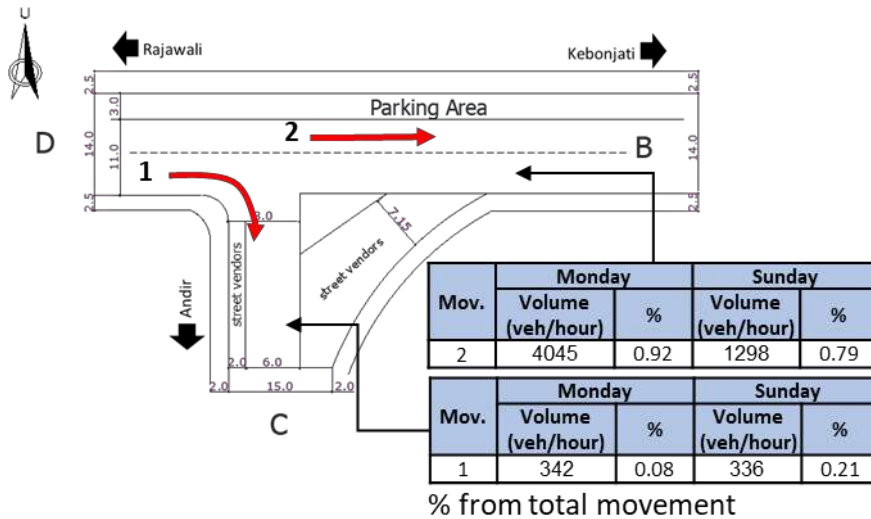 U
Rajawali
Kebonjati
2.5
2.5
3.0
Parking Area
2
D
14.0
B
14.0
1
11.0
2.5
2.5
8.0
7.15
street vendors
street vendors
Andir
2.0
6.0
2.0
15.0
2.0
C
Mov. Monday Sunday
Volume (veh/hour) % Volume (veh/hour) %
2 4045 0.92 1298 0.79
Mov. Monday Sunday
Volume (veh/hour) % Volume (veh/hour) %
1 342 0.08 336 0.21
% from total movement